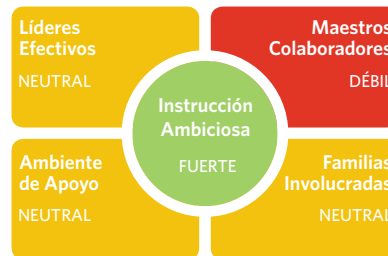 Líderes
Efectivos
NEUTRAL
Maestros
Colaboradores
DÉBIL
Instrucción
Ambiciosa
FUERTE
Ambiente
de Apoyo
NEUTRAL
Familias
Involucradas
NEUTRAL